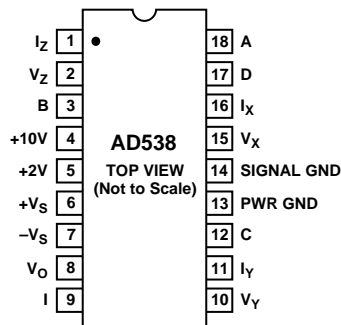 I_Z 1 18 A
V_Z 2 17 D
B 3 16 I_X
+10V 4 AD538 15 V_X
+2V 5 TOP VIEW 14 SIGNAL GND
(Not to Scale)
+V_S 6 13 PWR GND
–V_S 7 12 C
V_O 8 11 I_Y
I 9 10 V_Y